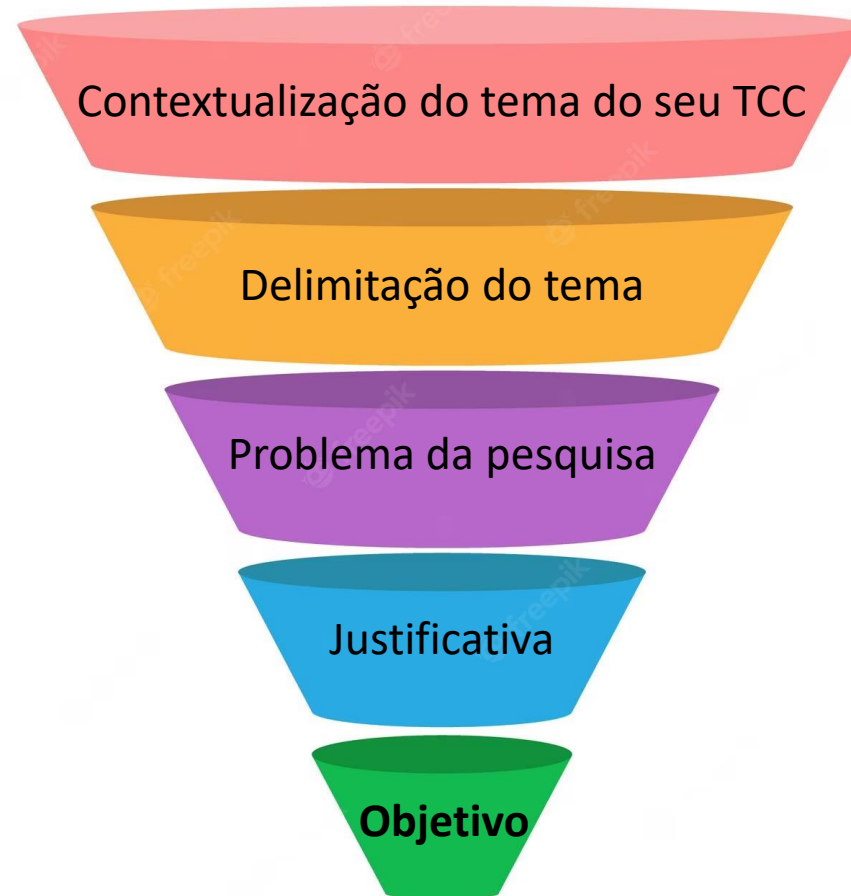 Contextualização do tema do seu TCC
Delimitação do tema
Problema da pesquisa
Justificativa
Objetivo